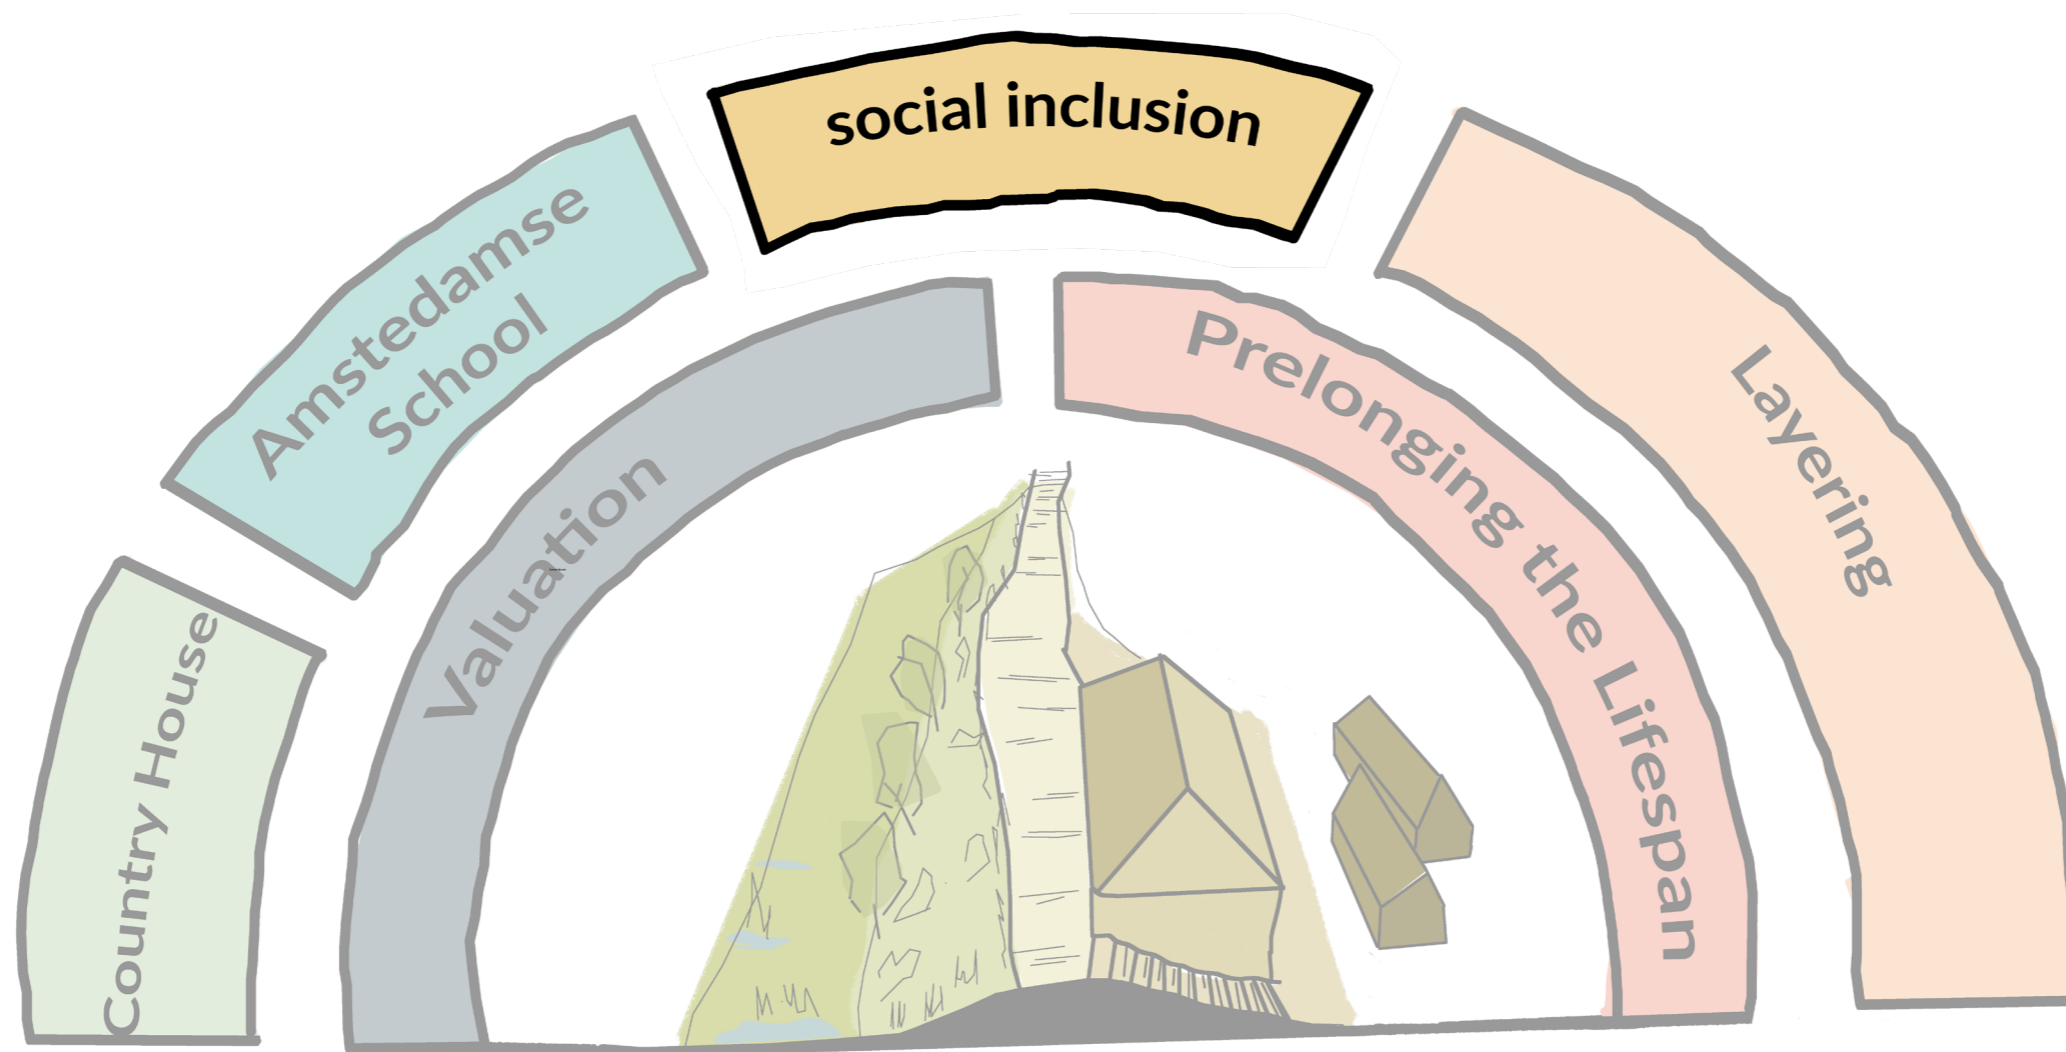 social inclusion
Amstedamse
School
Country House
Valuation
Prelonging the Lifespan
Layering